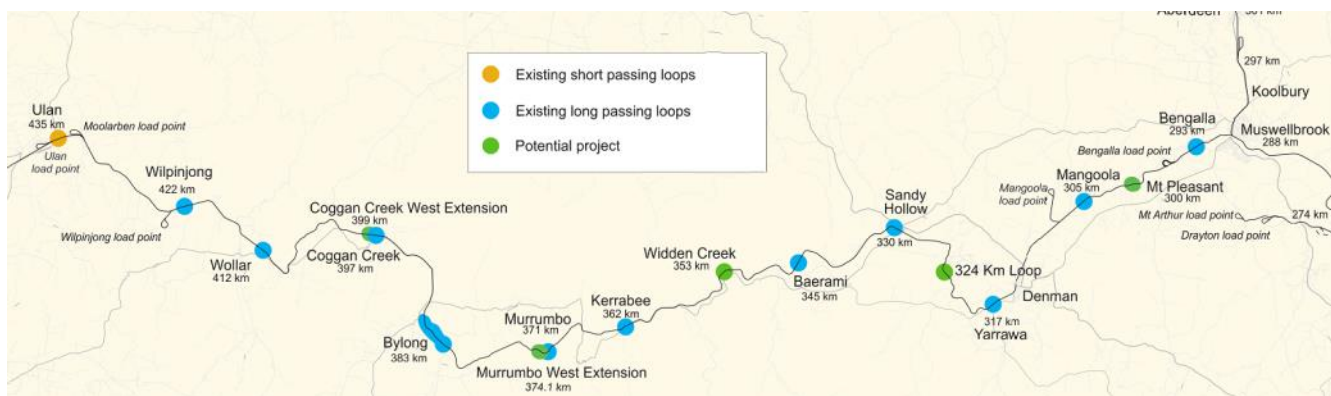 Existing short passing loops
Existing long passing loops
Potential project
Ulan
435 km
Moolarben load point
Ulan
load point
Wilpinjong
422 km
Wilpinjong load point
Wollar
412 km
Coggan Creek West Extension
399 km
Coggan Creek
397 km
Bylong
383 km
Murrumbo
371 km
Murrumbo West Extension
374.1 km
Kerrabee
362 km
Widden Creek
353 km
Baerami
345 km
Sandy
Hollow
330 km
324 Km Loop
317 km
Yarrawa
Denman
Mangoola
load point
Mangoola
305 km
Mt Pleasant
300 km
Bengalla load point
Bengalla
293 km
Mt Arthur load point
Drayton load point
274 km
Muswellbrook
288 km
Koolbury
297 km
Aberdeen
301 km